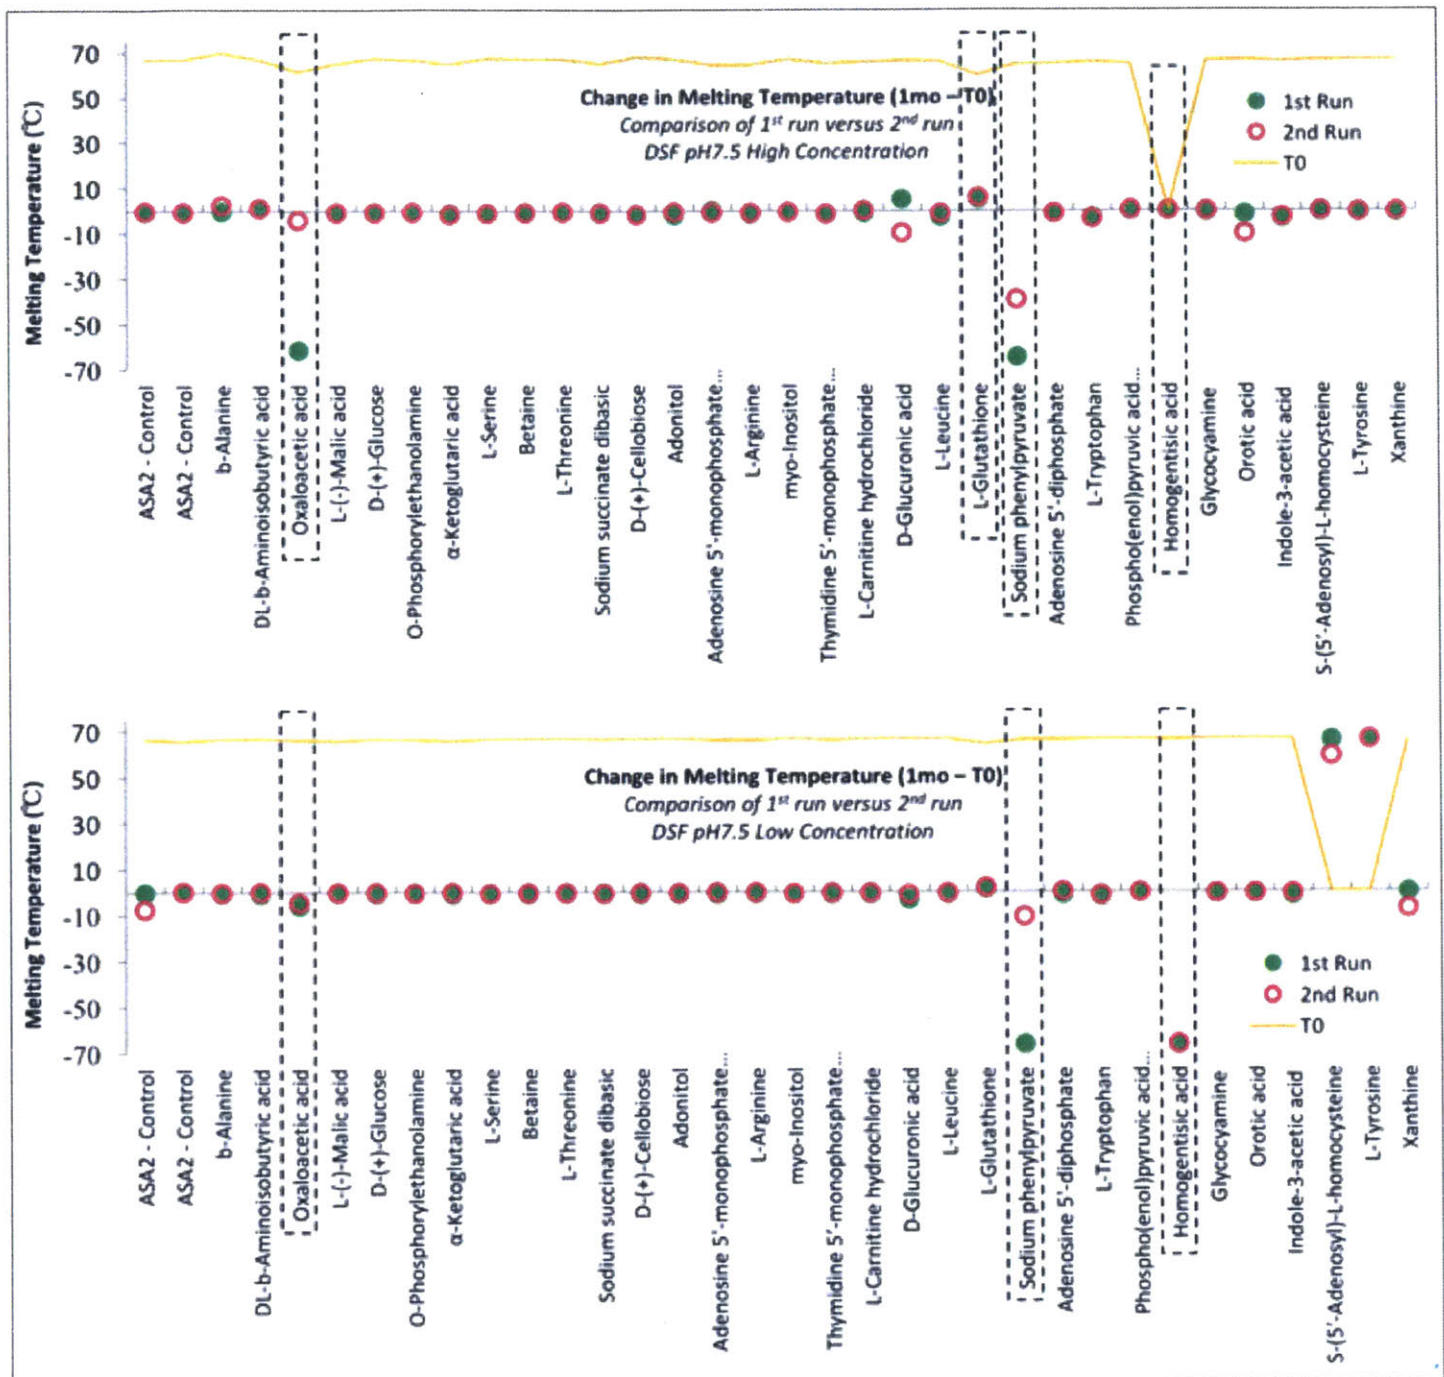 70
50
30
10
-10
-30
-50
-70
Melting Temperature (℃)
Change in Melting Temperature (1mo – T0)
Comparison of 1st run versus 2nd run
DSF pH7.5 High Concentration
1st Run
2nd Run
T0
ASA2 - Control
ASA2 - Control
b-Alanine
DL-b-Aminoisobutyric acid
Oxaloacetic acid
L-(-)-Malic acid
D-(+)-Glucose
O-Phosphorylethanolamine
α-Ketoglutaric acid
L-Serine
Betaine
L-Threonine
Sodium succinate dibasic
D-(+)-Cellobiose
Adonitol
Adenosine 5'-monophosphate...
L-Arginine
myo-Inositol
Thymidine 5'-monophosphate...
L-Carnitine hydrochloride
D-Glucuronic acid
L-Leucine
L-Glutathione
Sodium phenylpyruvate
Adenosine 5'-diphosphate
L-Tryptophan
Phospho(enol)pyruvic acid...
Homogentisic acid
Glycocyamine
Orotic acid
Indole-3-acetic acid
S-(5'-Adenosyl)-L-homocysteine
L-Tyrosine
Xanthine
70
50
30
10
-10
-30
-50
-70
Melting Temperature (℃)
Change in Melting Temperature (1mo – T0)
Comparison of 1st run versus 2nd run
DSF pH7.5 Low Concentration
1st Run
2nd Run
T0
ASA2 - Control
ASA2 - Control
b-Alanine
DL-b-Aminoisobutyric acid
Oxaloacetic acid
L-(-)-Malic acid
D-(+)-Glucose
O-Phosphorylethanolamine
α-Ketoglutaric acid
L-Serine
Betaine
L-Threonine
Sodium succinate dibasic
D-(+)-Cellobiose
Adonitol
Adenosine 5'-monophosphate...
L-Arginine
myo-Inositol
Thymidine 5'-monophosphate...
L-Carnitine hydrochloride
D-Glucuronic acid
L-Leucine
L-Glutathione
Sodium phenylpyruvate
Adenosine 5'-diphosphate
L-Tryptophan
Phospho(enol)pyruvic acid...
Homogentisic acid
Glycocyamine
Orotic acid
Indole-3-acetic acid
S-(5'-Adenosyl)-L-homocysteine
L-Tyrosine
Xanthine